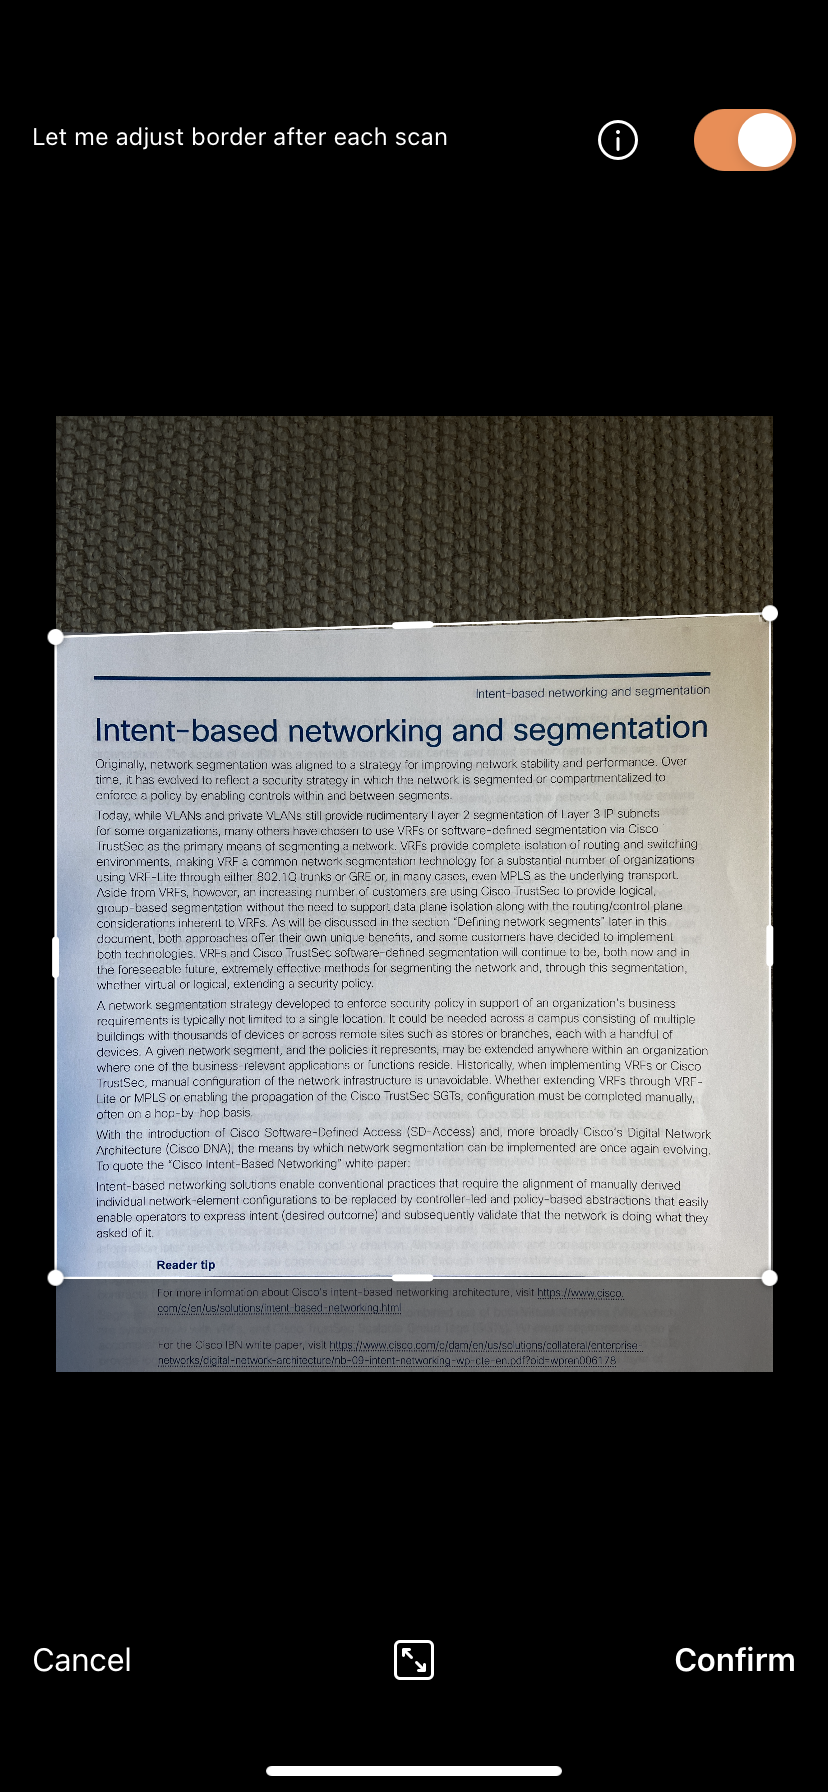 Let me adjust border after each scan
Intent-based networking and segmentation
Intent-based networking and segmentation
Originally, network segmentation was aligned to a strategy for improving network stability and performance. Over
time, it has evolved to reflect a security strategy in which the network is segmented or compartmentalized to
enforce a policy by enabling controls within and between segments.
Today, while VLANs and private VLANs still provide rudimentary Layer 2 segmentation of Layer 3 IP subnets
for some organizations, many others have chosen to use VRFs or software-defined segmentation via Cisco
TrustSec as the primary means of segmenting a network. VRFs provide complete isolation of routing and switching
environments, making VRF a common network segmentation technology for a substantial number of organizations
using VRF-Lite through either 802.1Q trunks or GRE or, in many cases, even MPLS as the underlying transport.
Aside from VRFs, however, an increasing number of customers are using Cisco TrustSec to provide logical,
group-based segmentation without the need to support data plane isolation along with the routing/control plane
considerations inherent to VRFs. As will be discussed in the section “Defining network segments” later in this
document, both approaches offer their own unique benefits, and some customers have decided to implement
both technologies. VRFs and Cisco TrustSec software-defined segmentation will continue to be, both now and in
the foreseeable future, extremely effective methods for segmenting the network and, through this segmentation,
whether virtual or logical, extending a security policy.
A network segmentation strategy developed to enforce security policy in support of an organization's business
requirements is typically not limited to a single location. It could be needed across a campus consisting of multiple
buildings with thousands of devices or across remote sites such as stores or branches, each with a handful of
devices. A given network segment, and the policies it represents, may be extended anywhere within an organization
where one of the business-relevant applications or functions reside. Historically, when implementing VRFs or Cisco
TrustSec, manual configuration of the network infrastructure is unavoidable. Whether extending VRFs through VRF-
Lite or MPLS or enabling the propagation of the Cisco TrustSec SGTs, configuration must be completed manually,
often on a hop-by-hop basis.
With the introduction of Cisco Software-Defined Access (SD-Access) and, more broadly Cisco's Digital Network
Architecture (Cisco DNA), the means by which network segmentation can be implemented are once again evolving.
To quote the “Cisco Intent-Based Networking” white paper:
Intent-based networking solutions enable conventional practices that require the alignment of manually derived
individual network-element configurations to be replaced by controller-led and policy-based abstractions that easily
enable operators to express intent (desired outcome) and subsequently validate that the network is doing what they
asked of it.
Reader tip
For more information about Cisco's intent-based networking architecture, visit https://www.cisco.
com/c/en/us/solutions/intent-based-networking.html
For the Cisco IBN white paper, visit https://www.cisco.com/c/dam/en/us/solutions/collateral/enterprise-
networks/digital-network-architecture/nb-09-intent-networking-wp-cte-en.pdf?oid=wpren006178
Cancel
Confirm